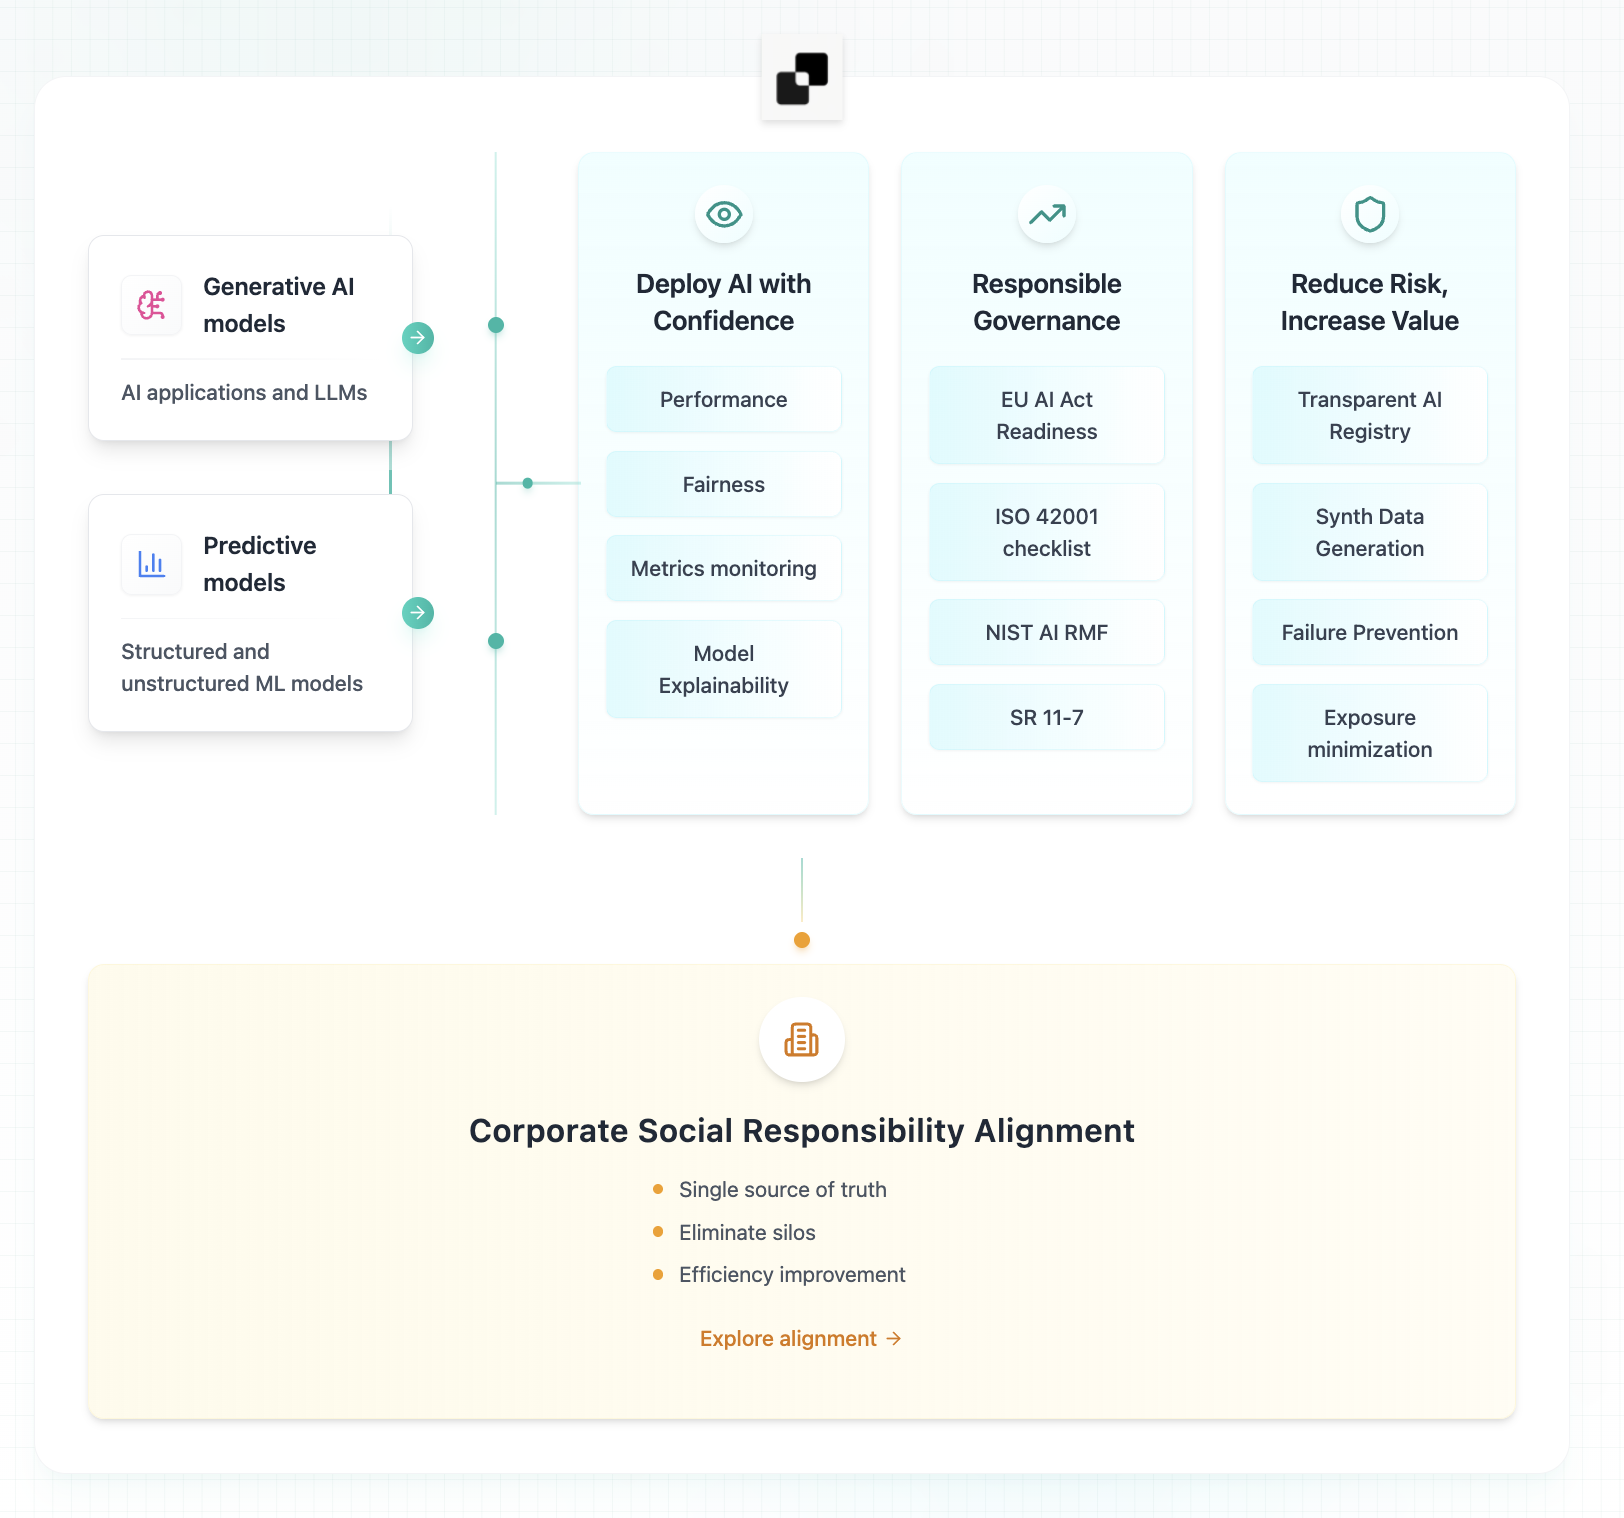 Generative AI
models
AI applications and LLMs
Predictive
models
Structured and
unstructured ML models
Deploy AI with
Confidence
Performance
Fairness
Metrics monitoring
Model
Explainability
Responsible
Governance
EU AI Act
Readiness
ISO 42001
checklist
NIST AI RMF
SR 11-7
Reduce Risk,
Increase Value
Transparent AI
Registry
Synth Data
Generation
Failure Prevention
Exposure
minimization
Corporate Social Responsibility Alignment
Single source of truth
Eliminate silos
Efficiency improvement
Explore alignment →